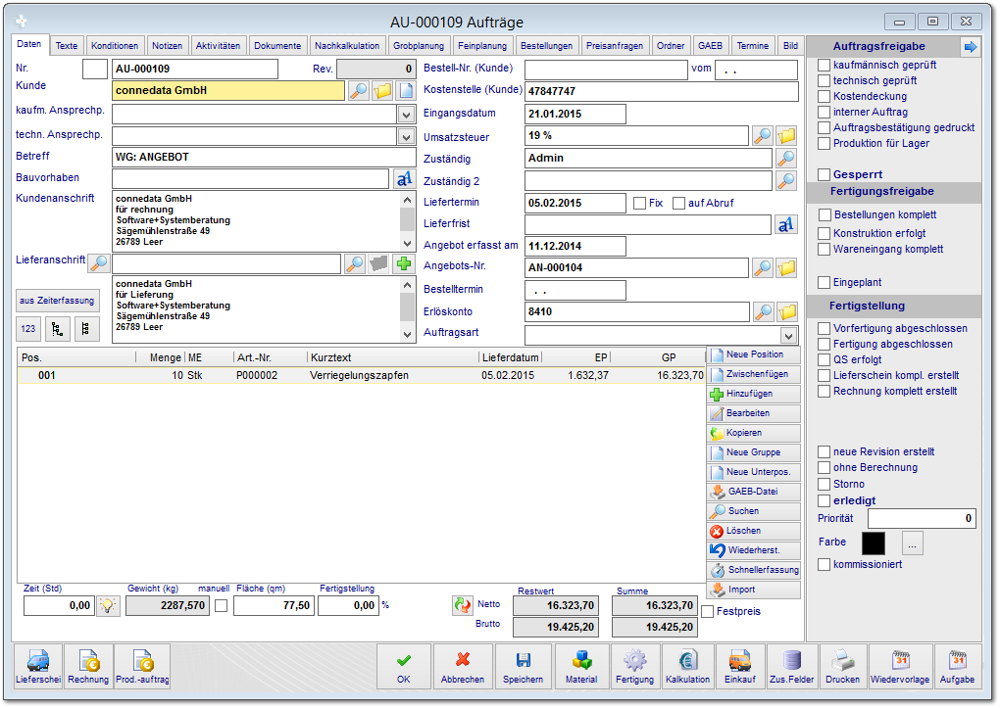 AU-000109 Aufträge
Daten Texte Konditionen Notizen Aktivitäten Dokumente Nachkalkulation Grobplanung Feinplanung Bestellungen Preisanfragen Ordner GAEB Termine Bild
Nr. AU-000109 Rev. 0
Kunde connedata GmbH
kaufm. Ansprechp.
techn. Ansprechp.
Betreff WG: ANGEBOT
Bauvorhaben aA
Kundenanschrift connedata GmbH
für rechnung
Software+Systemberatung
Sägemühlenstraße 49
26789 Leer
Lieferanschrift
connedata GmbH
für Lieferung
Software+Systemberatung
Sägemühlenstraße 49
26789 Leer
aus Zeiterfassung
123
Bestell-Nr. (Kunde) vom . .
Kostenstelle (Kunde) 47847747
Eingangsdatum 21.01.2015
Umsatzsteuer 19 %
Zuständig Admin
Zuständig 2
Liefertermin 05.02.2015 Fix auf Abruf
Lieferfrist aA
Angebot erfasst am 11.12.2014
Angebots-Nr. AN-000104
Bestelltermin . .
Erlöskonto 8410
Auftragsart
Pos. Menge ME Art.-Nr. Kurztext Lieferdatum EP GP
001 10 Stk P000002 Verriegelungszapfen 05.02.2015 1.632,37 16.323,70
Neue Position
Zwischenfügen
Hinzufügen
Bearbeiten
Kopieren
Neue Gruppe
Neue Unterpos.
GAEB-Datei
Suchen
Löschen
Wiederherst.
Schnellerfassung
Import
Zeit (Std) Gewicht (kg) manuell Fläche (qm) Fertigstellung Restwert Summe
0,00 2287,570 77,50 0,00 % Netto 16.323,70 16.323,70
Brutto 19.425,20 19.425,20 Festpreis
Auftragsfreigabe
kaufmännisch geprüft
technisch geprüft
Kostendeckung
interner Auftrag
Auftragsbestätigung gedruckt
Produktion für Lager
Gesperrt
Fertigungsfreigabe
Bestellungen komplett
Konstruktion erfolgt
Wareneingang komplett
Eingeplant
Fertigstellung
Vorfertigung abgeschlossen
Fertigung abgeschlossen
QS erfolgt
Lieferschein kompl. erstellt
Rechnung komplett erstellt
neue Revision erstellt
ohne Berechnung
Storno
erledigt
Priorität 0
Farbe ...
kommissioniert
Lieferschei Rechnung Prod.-auftrag OK Abbrechen Speichern Material Fertigung Kalkulation Einkauf Zus.Felder Drucken 31 Wiedervorlage 31 Aufgabe